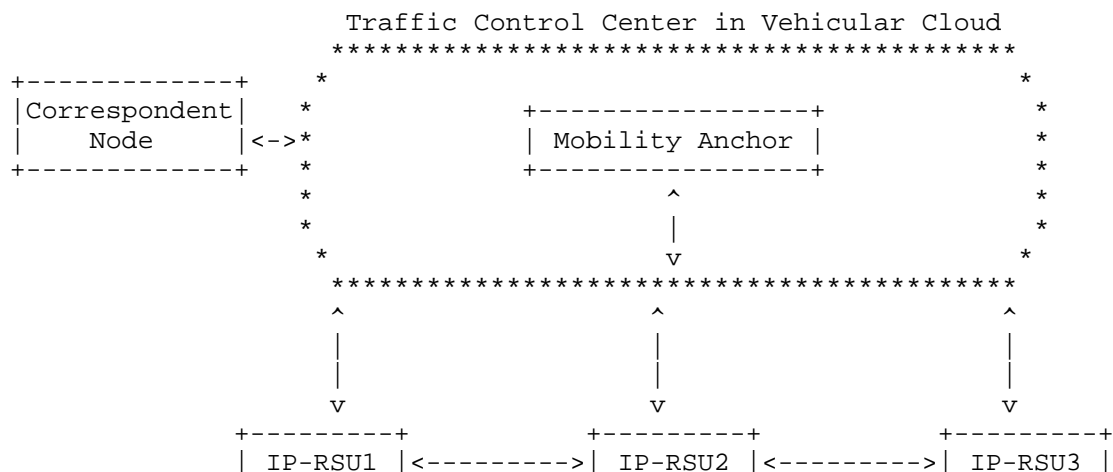 Traffic Control Center in Vehicular Cloud
*******************************************
+-------------+ * *
|Correspondent| * +-----------------+ *
| Node |<->* | Mobility Anchor | *
+-------------+ * +-----------------+ *
* ^ *
* | *
* v *
*******************************************
^ ^ ^
| | |
| | |
v v v
+---------+ +---------+ +---------+
| IP-RSU1 |<--------->| IP-RSU2 |<--------->| IP-RSU3 |